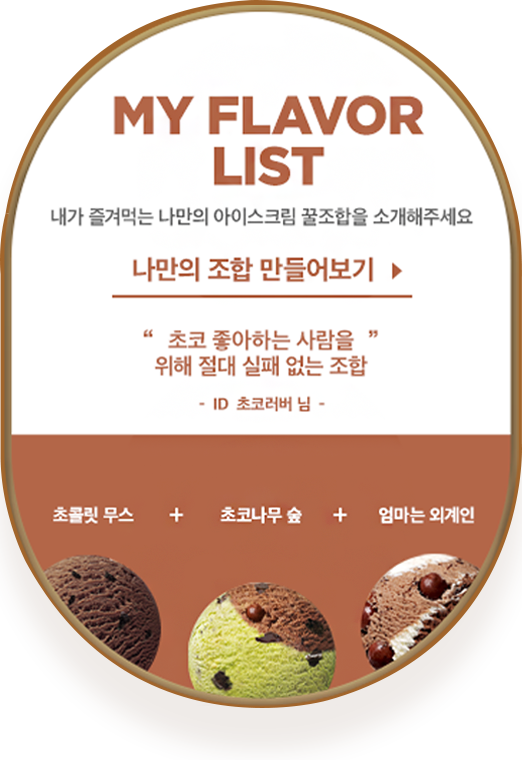 MY FLAVOR
LIST
내가 즐겨먹는 나만의 아이스크림 꿀조합을 소개해주세요
나만의 조합 만들어보기
“ 초코 좋아하는 사람을 ”
위해 절대 실패 없는 조합
- ID 초코러버 님 -
초콜릿 무스 + 초코나무 숲 + 엄마는 외계인